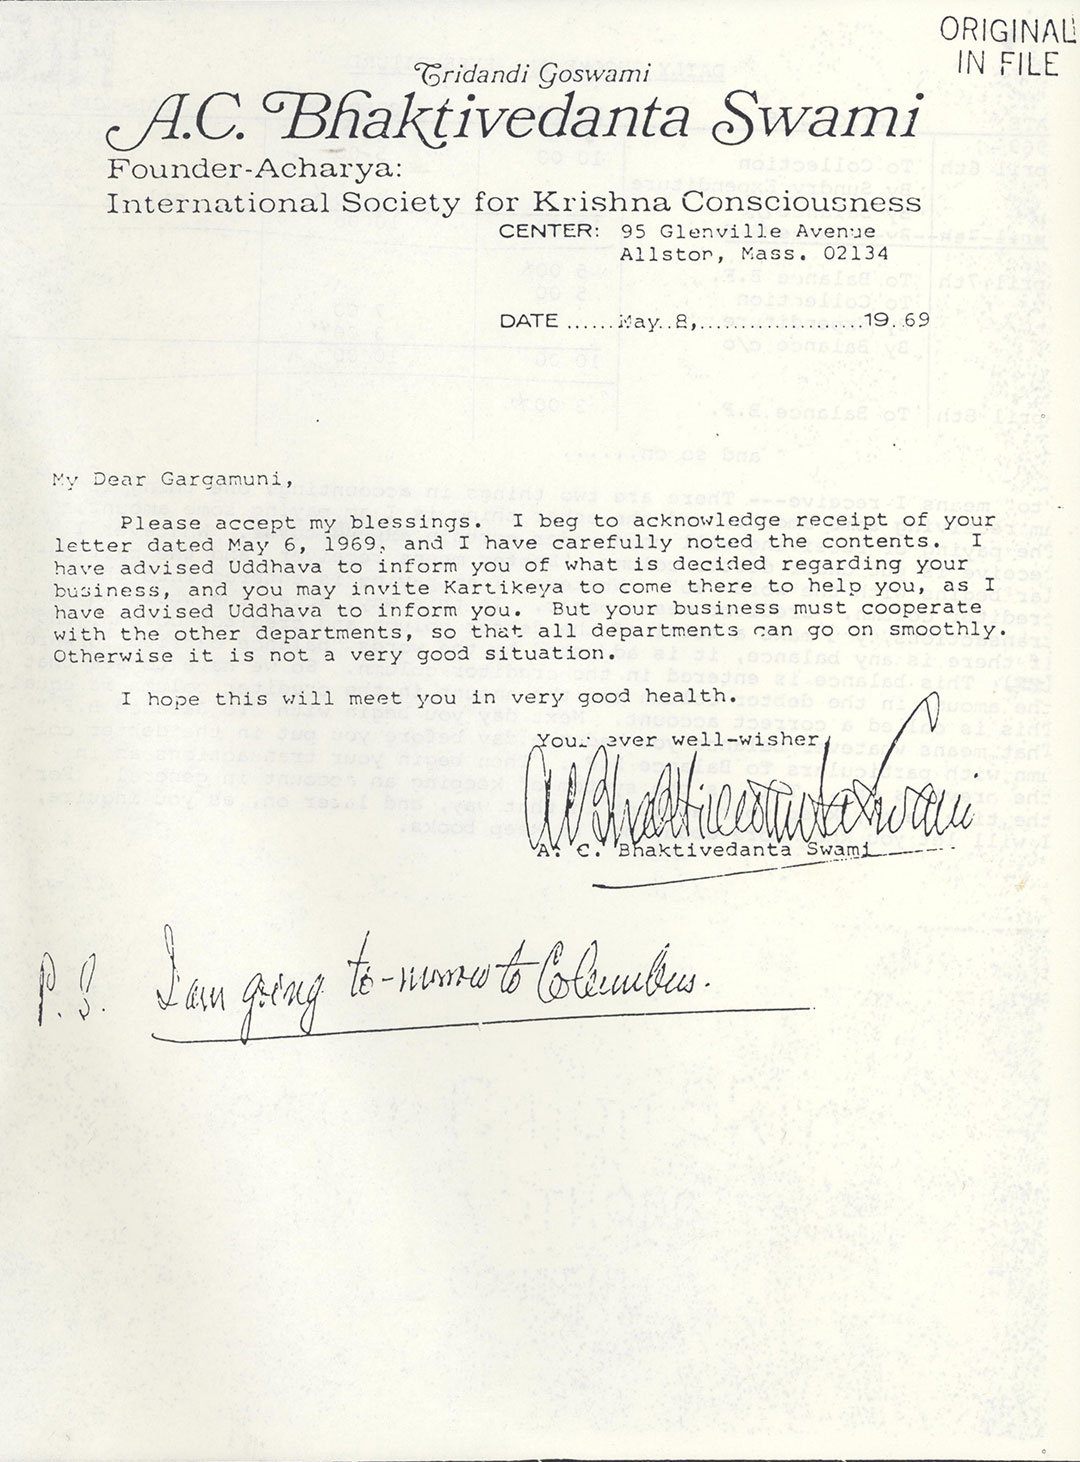 ORIGINAL
IN FILE
Tridandi Goswami
A.C. Bhaktivedanta Swami
Founder-Acharya:
International Society for Krishna Consciousness
CENTER: 95 Glenville Avenue
Allston, Mass. 02134
DATE ......May..8,....................19..69
My Dear Gargamuni,
Please accept my blessings. I beg to acknowledge receipt of your
letter dated May 6, 1969, and I have carefully noted the contents. I
have advised Uddhava to inform you of what is decided regarding your
business, and you may invite Kartikeya to come there to help you, as I
have advised Uddhava to inform you. But your business must cooperate
with the other departments, so that all departments can go on smoothly.
Otherwise it is not a very good situation.
I hope this will meet you in very good health.
Your ever well-wisher,
ACBhaktivedanta Swami
A. C. Bhaktivedanta Swami
P. S. I am going to-morrow to Columbus.